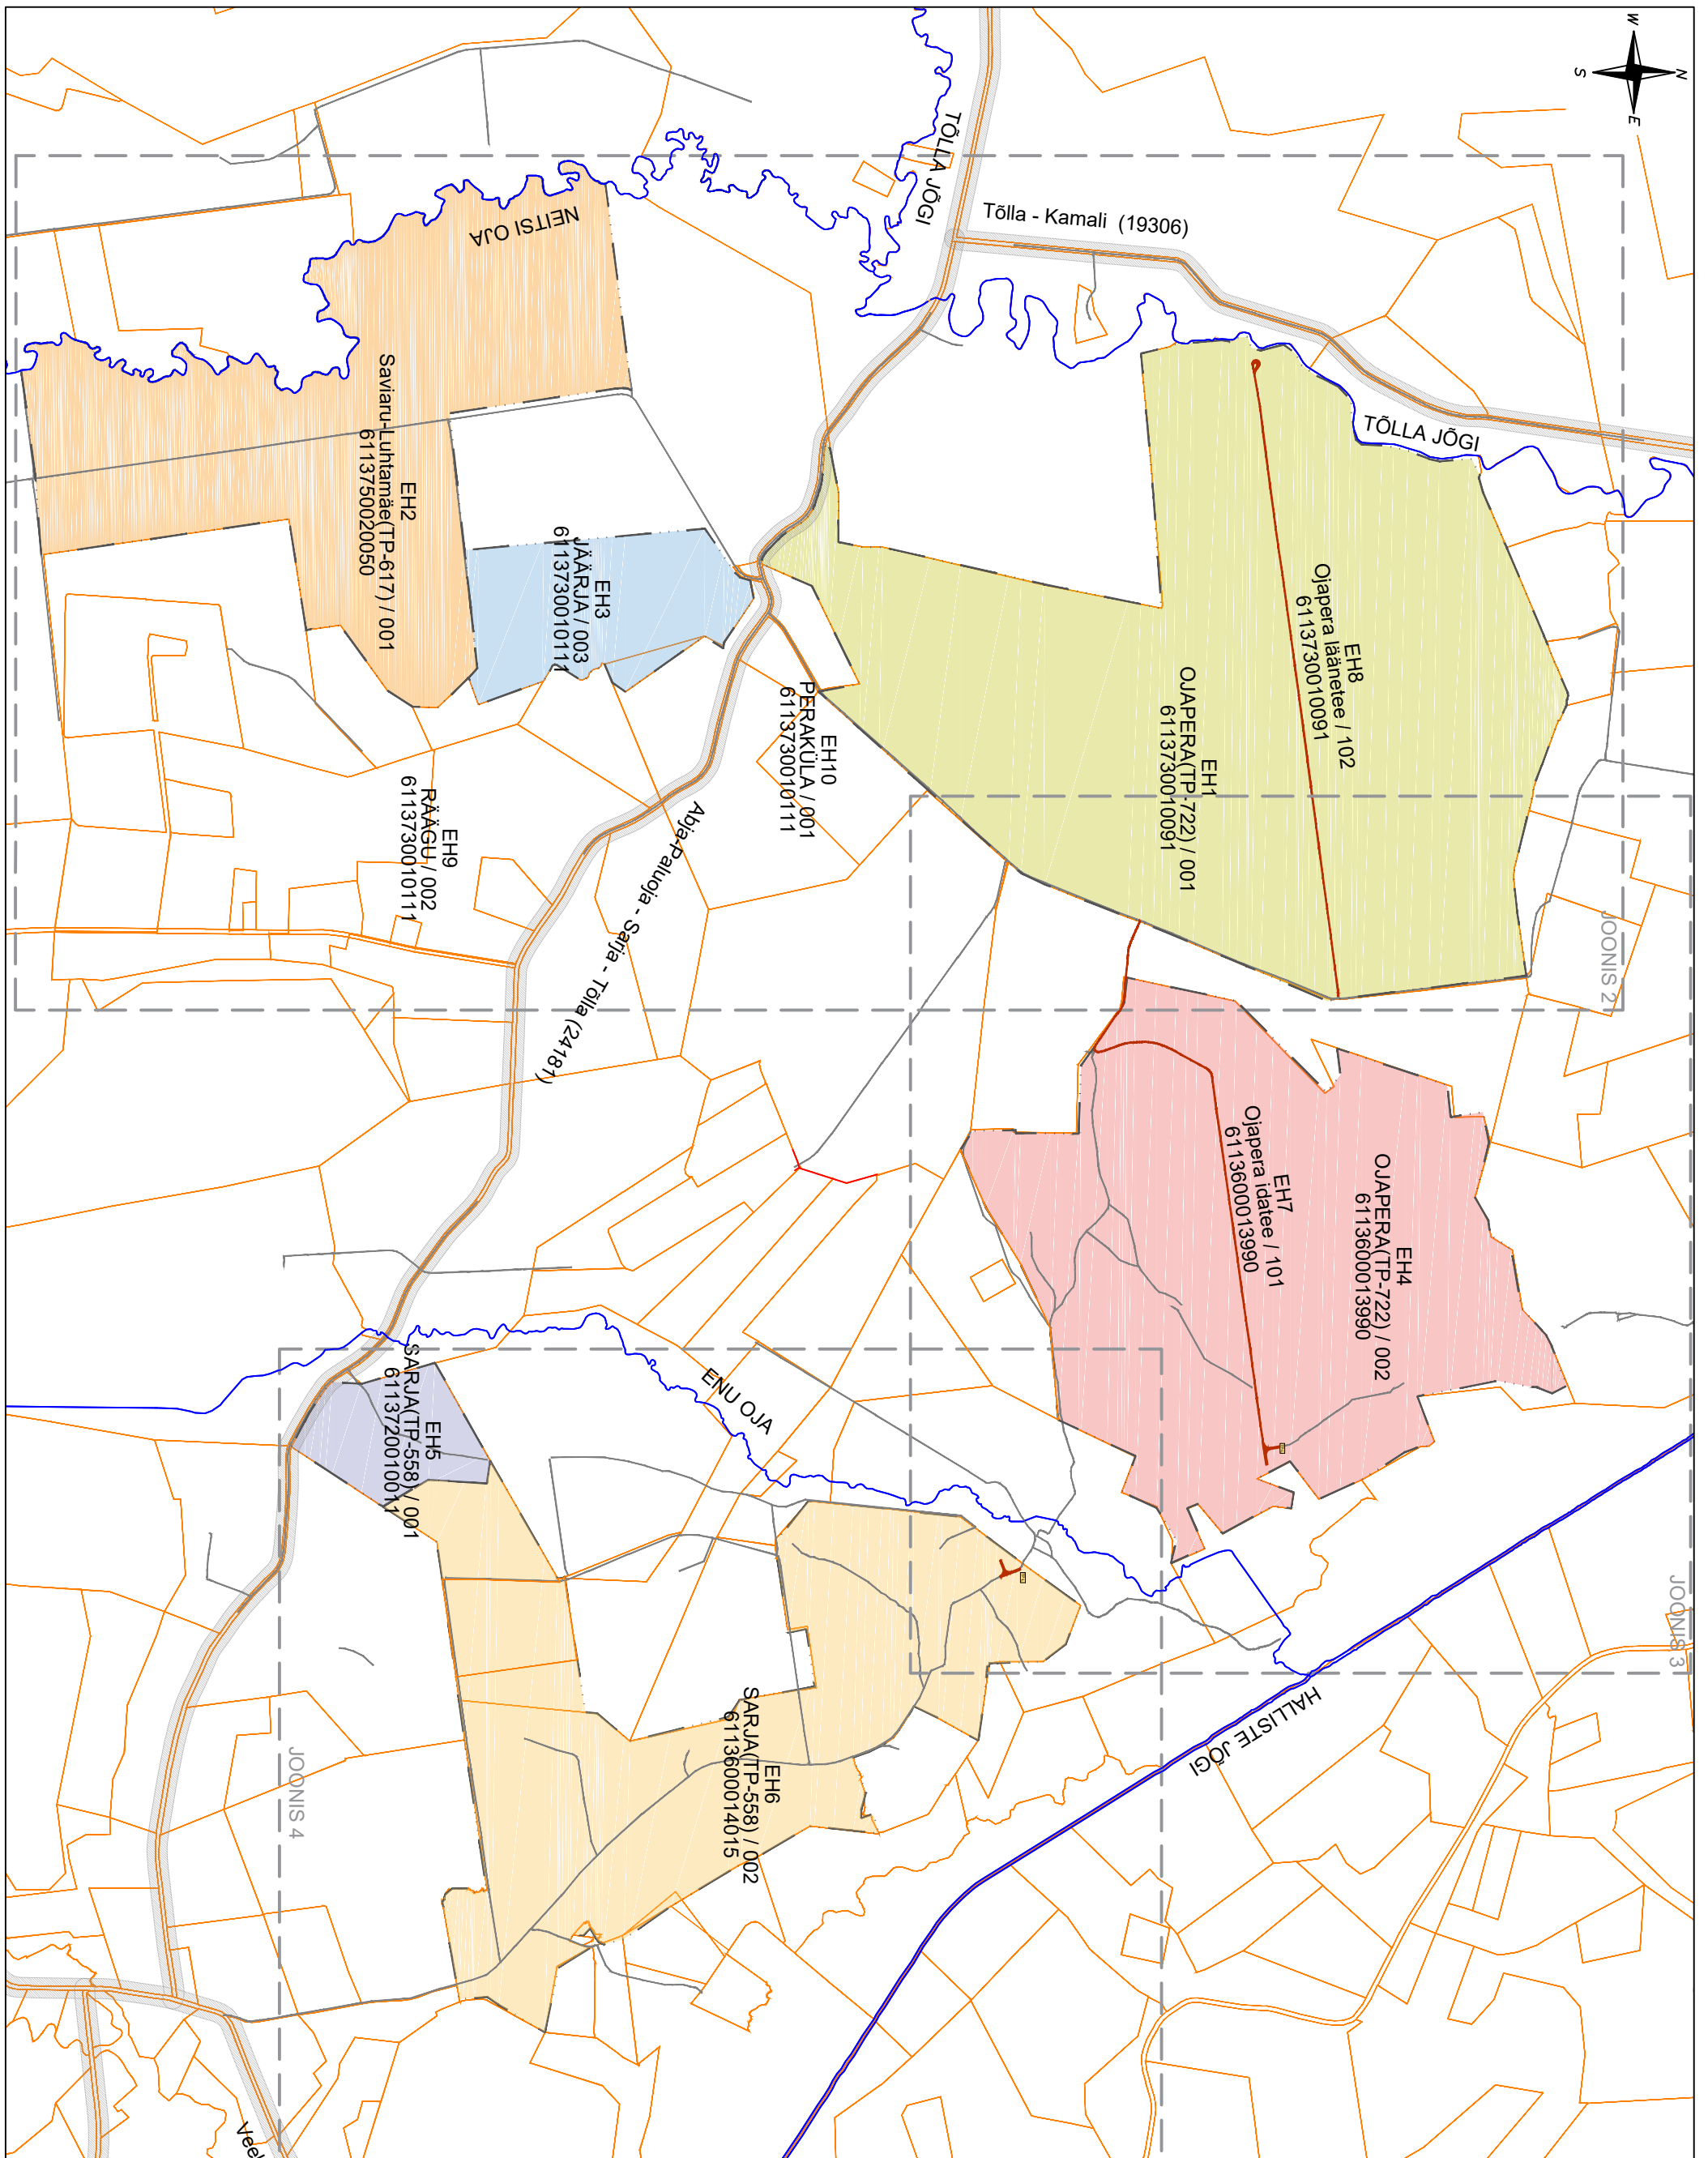 N
W
E
S
TÕLLA JÕGI
Tõlla - Kamali (19306)
NEITSI OJA
TÕLLA JÕGI
EH8
Ojapera läänetee / 102
6113730010091
EH1
OJAPERA(TP-722) / 001
6113730010091
EH2
Saviaru-Luhtamäe(TP-617) / 001
6113750020050
EH3
JÄÄRJA / 003
6113730010111
EH10
PERAKÜLA / 001
6113730010111
EH9
RÄÄGU / 002
6113730010111
Abja-Paluoja - Sarja - Tõlla (24181)
JOONIS 2
EH4
OJAPERA(TP-722) / 002
6113600013990
EH7
Ojapera idatee / 101
6113600013990
ENU OJA
EH5
SARJA(TP-558) / 001
6113720010011
JOONIS 3
HALLISTE JÕGI
EH6
SARJA(TP-558) / 002
6113600014015
JOONIS 4